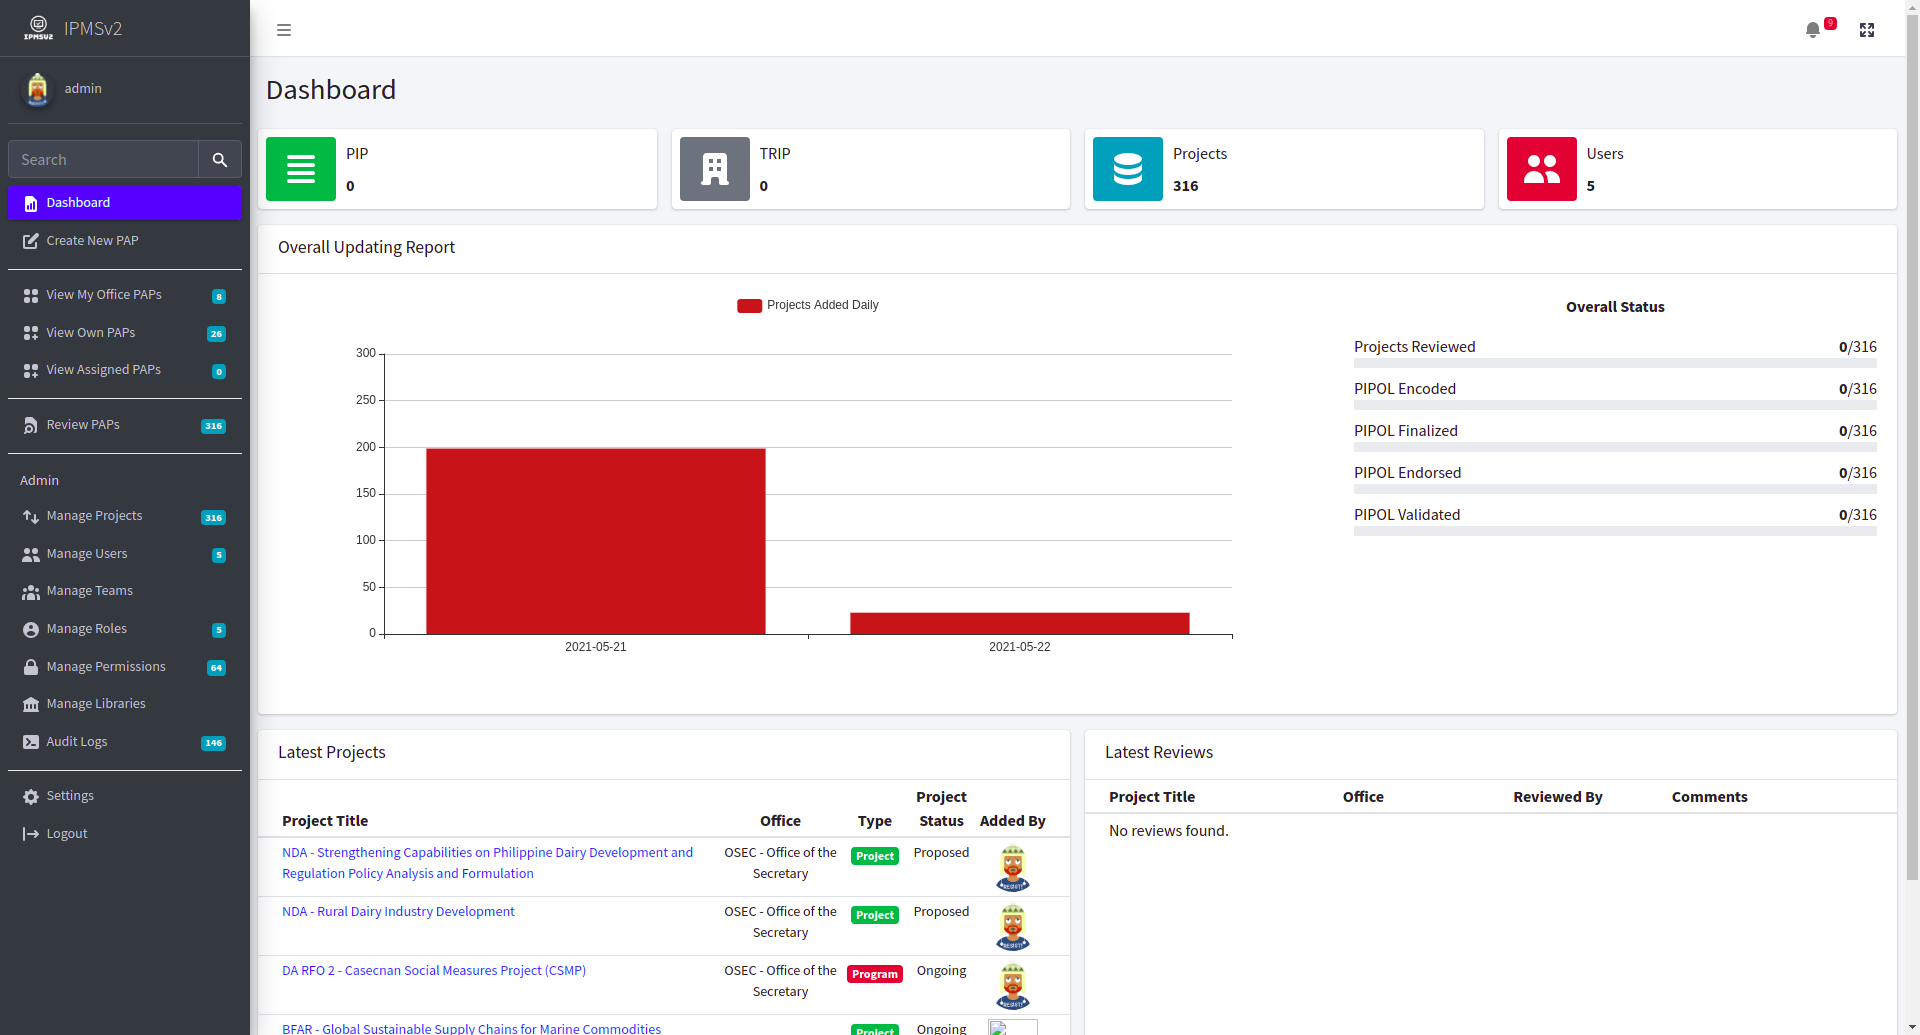 IPMSV2 IPMSv2
9
admin
Search
Dashboard
Create New PAP
View My Office PAPs 8
View Own PAPs 26
View Assigned PAPs 0
Review PAPs 316
Admin
Manage Projects 316
Manage Users 5
Manage Teams
Manage Roles 5
Manage Permissions 64
Manage Libraries
Audit Logs 146
Settings
Logout
Dashboard
PIP
0
TRIP
0
Projects
316
Users
5
Overall Updating Report
Projects Added Daily
300
250
200
150
100
50
0
2021-05-21 2021-05-22
Overall Status
Projects Reviewed 0/316
PIPOL Encoded 0/316
PIPOL Finalized 0/316
PIPOL Endorsed 0/316
PIPOL Validated 0/316
Latest Projects
Project Title Office Type Project Status Added By
NDA - Strengthening Capabilities on Philippine Dairy Development and
Regulation Policy Analysis and Formulation
OSEC - Office of the
Secretary
Project
Proposed
NDA - Rural Dairy Industry Development
OSEC - Office of the
Secretary
Project
Proposed
DA RFO 2 - Casecnan Social Measures Project (CSMP)
OSEC - Office of the
Secretary
Program
Ongoing
BFAR - Global Sustainable Supply Chains for Marine Commodities
Project
Ongoing
Latest Reviews
Project Title Office Reviewed By Comments
No reviews found.